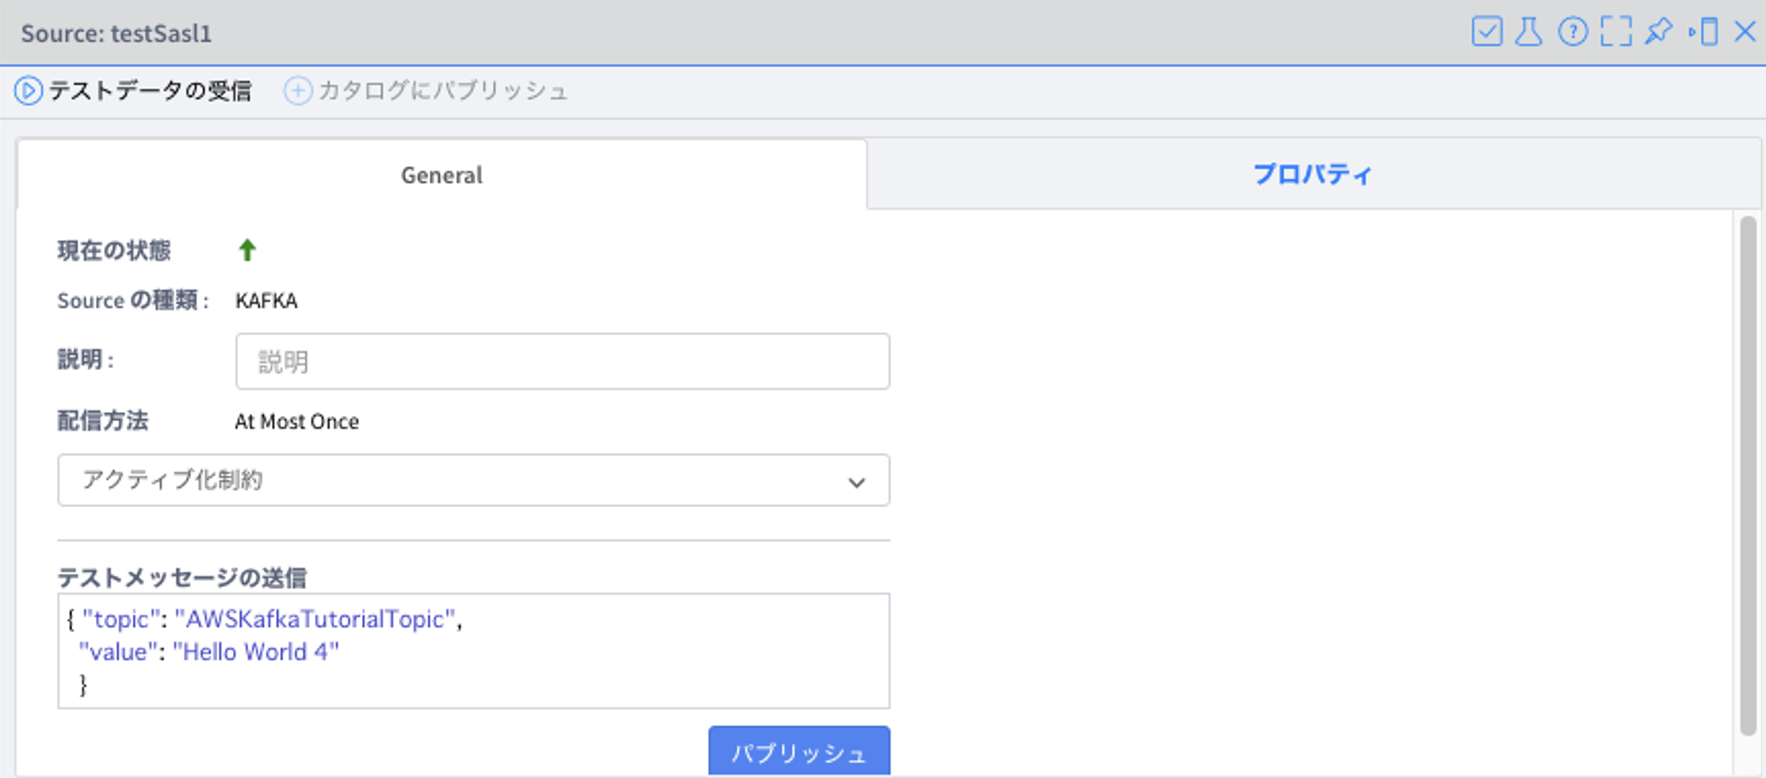 Source: testSasl1
テストデータの受信 カタログにパブリッシュ
General プロパティ
現在の状態
Source の種類 : KAFKA
説明 : 説明
配信方法 At Most Once
アクティブ化制約
テストメッセージの送信
{ "topic": "AWSKafkaTutorialTopic",
"value": "Hello World 4"
}
パブリッシュ